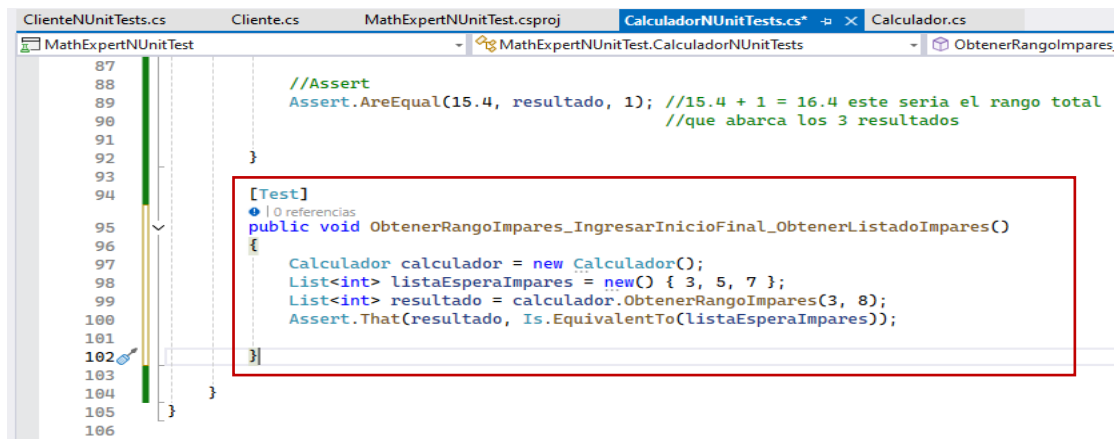 ClienteNUnitTests.cs Cliente.cs MathExpertNUnitTest.csproj CalculadorNUnitTests.cs* Calculador.cs
MathExpertNUnitTest MathExpertNUnitTest.CalculadorNUnitTests ObtenerRangoImpares_
87
88 //Assert
89 Assert.AreEqual(15.4, resultado, 1); //15.4 + 1 = 16.4 este seria el rango total
90 //que abarca los 3 resultados
91
92 }
93
94 [Test]
0 referencias
95 public void ObtenerRangoImpares_IngresarInicioFinal_ObtenerListadoImpares()
96 {
97 Calculador calculador = new Calculador();
98 List<int> listaEsperaImpares = new() { 3, 5, 7 };
99 List<int> resultado = calculador.ObtenerRangoImpares(3, 8);
100 Assert.That(resultado, Is.EquivalentTo(listaEsperaImpares));
101
102 }
103
104 }
105 }
106